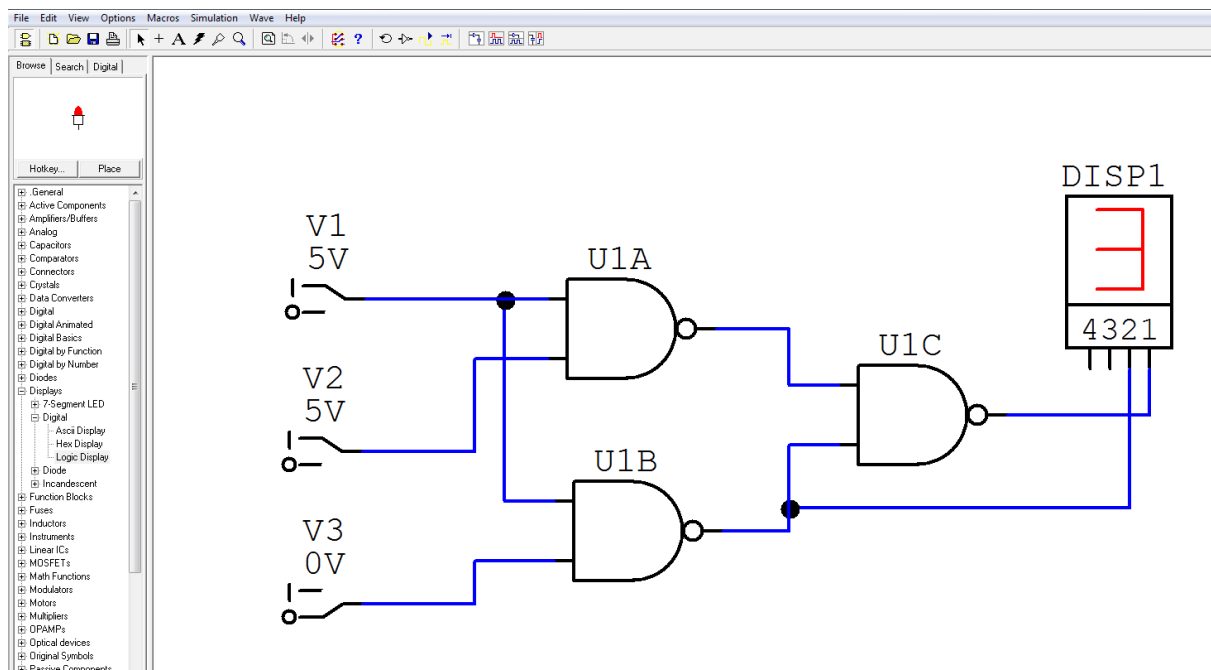 File Edit View Options Macros Simulation Wave Help
A ?
Browse Search Digital
Hotkey... Place
.General
Active Components
Amplifiers/Buffers
Analog
Capacitors
Comparators
Connectors
Crystals
Data Converters
Digital
Digital Animated
Digital Basics
Digital by Function
Digital by Number
Diodes
Displays
7-Segment LED
Digital
Ascii Display
Hex Display
Logic Display
Diode
Incandescent
Function Blocks
Fuses
Inductors
Instruments
Linear ICs
MOSFETs
Math Functions
Modulators
Motors
Multipliers
OPAMPs
Optical devices
Original Symbols
Passive Components
V1
5V
V2
5V
V3
0V
U1A
U1B
U1C
DISP1
3
4321